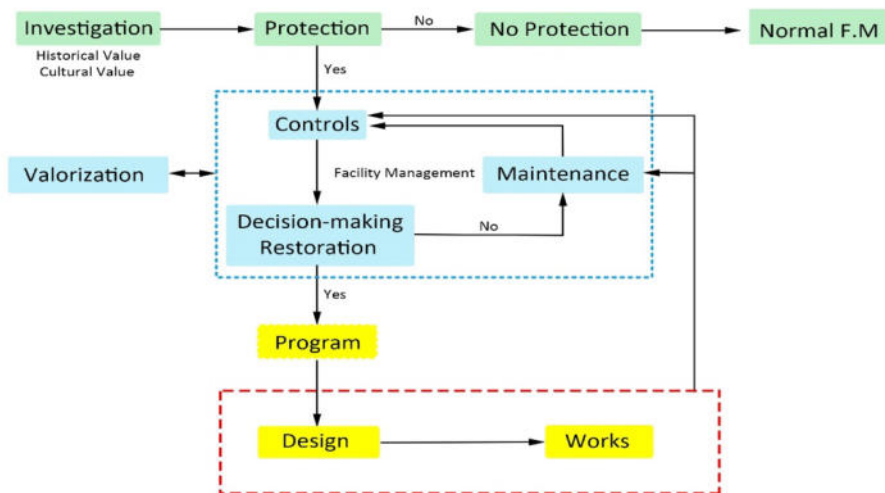 Investigation
Protection
No
No Protection
Normal F.M
Historical Value
Cultural Value
Yes
Controls
Valorization
Facility Management
Maintenance
Decision-making
Restoration
No
Yes
Program
Design
Works